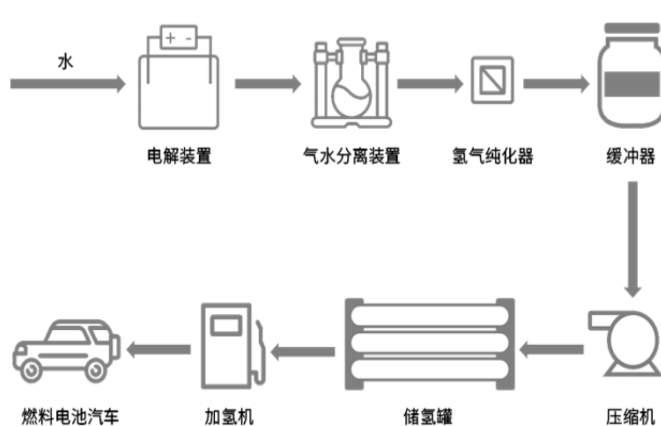 水
电解装置
气水分离装置
氢气纯化器
缓冲器
燃料电池汽车
加氢机
储氢罐
压缩机